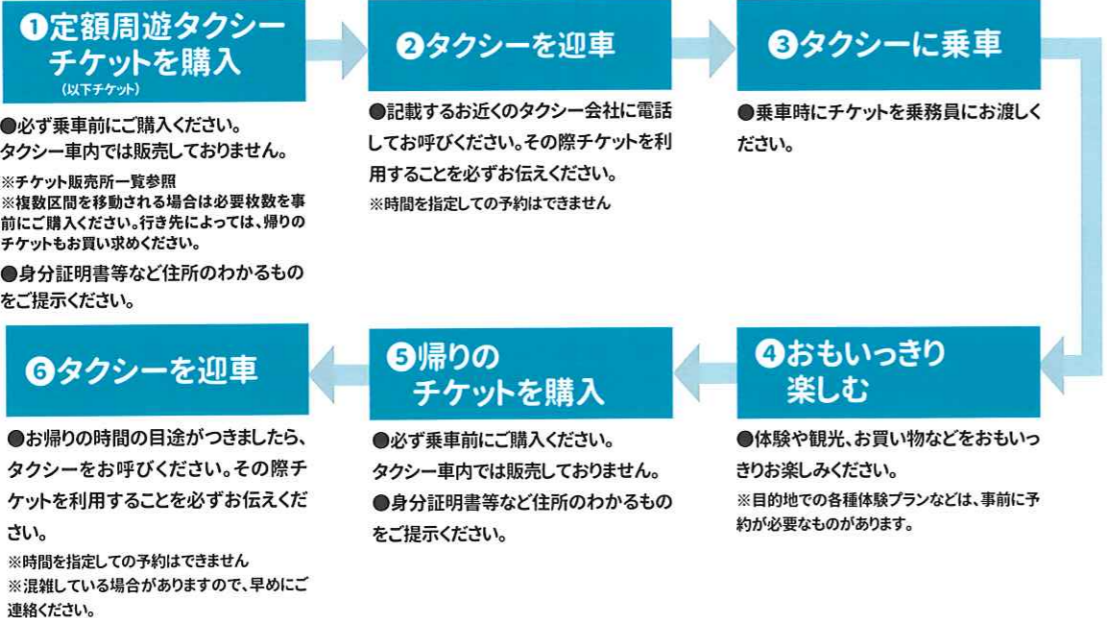 ❶定額周遊タクシー
チケットを購入
(以下チケット)
●必ず乗車前にご購入ください。
タクシー車内では販売しておりません。
※チケット販売所一覧参照
※複数区間を移動される場合は必要枚数を事
前にご購入ください。行き先によっては、帰りの
チケットもお買い求めください。
●身分証明書等など住所のわかるもの
をご提示ください。
❷タクシーを迎車
●記載するお近くのタクシー会社に電話
してお呼びください。その際チケットを利
用することを必ずお伝えください。
※時間を指定しての予約はできません
❸タクシーに乗車
●乗車時にチケットを乗務員にお渡しく
ださい。
❹おもいっきり
楽しむ
●体験や観光、お買い物などをおもいっ
きりお楽しみください。
※目的地での各種体験プランなどは、事前に予
約が必要なものがあります。
❺帰りの
チケットを購入
●必ず乗車前にご購入ください。
タクシー車内では販売しておりません。
●身分証明書等など住所のわかるもの
をご提示ください。
❻タクシーを迎車
●お帰りの時間の目途がつきましたら、
タクシーをお呼びください。その際チ
ケットを利用することを必ずお伝えくだ
さい。
※時間を指定しての予約はできません
※混雑している場合がありますので、早めにご
連絡ください。